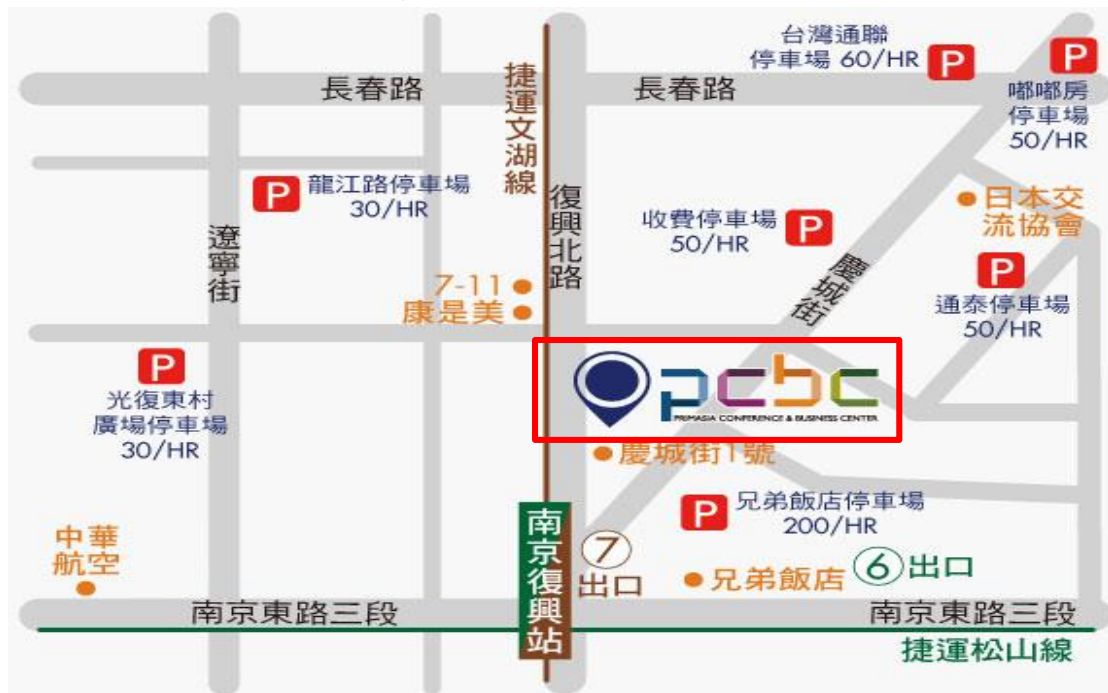 台灣通聯
停車場 60/HR
P
P
嘟嘟房
停車場
50/HR
長春路
長春路
捷運文湖線
P
龍江路停車場
30/HR
復興北路
收費停車場
50/HR
P
日本交
流協會
遼寧街
慶城街
P
通泰停車場
50/HR
7-11
康是美
P
光復東村
廣場停車場
30/HR
pcbc
PRIMASIA CONFERENCE & BUSINESS CENTER
慶城街1號
P
兄弟飯店停車場
200/HR
南京復興站
7
出口
中華
航空
兄弟飯店
6出口
南京東路三段
南京東路三段
捷運松山線